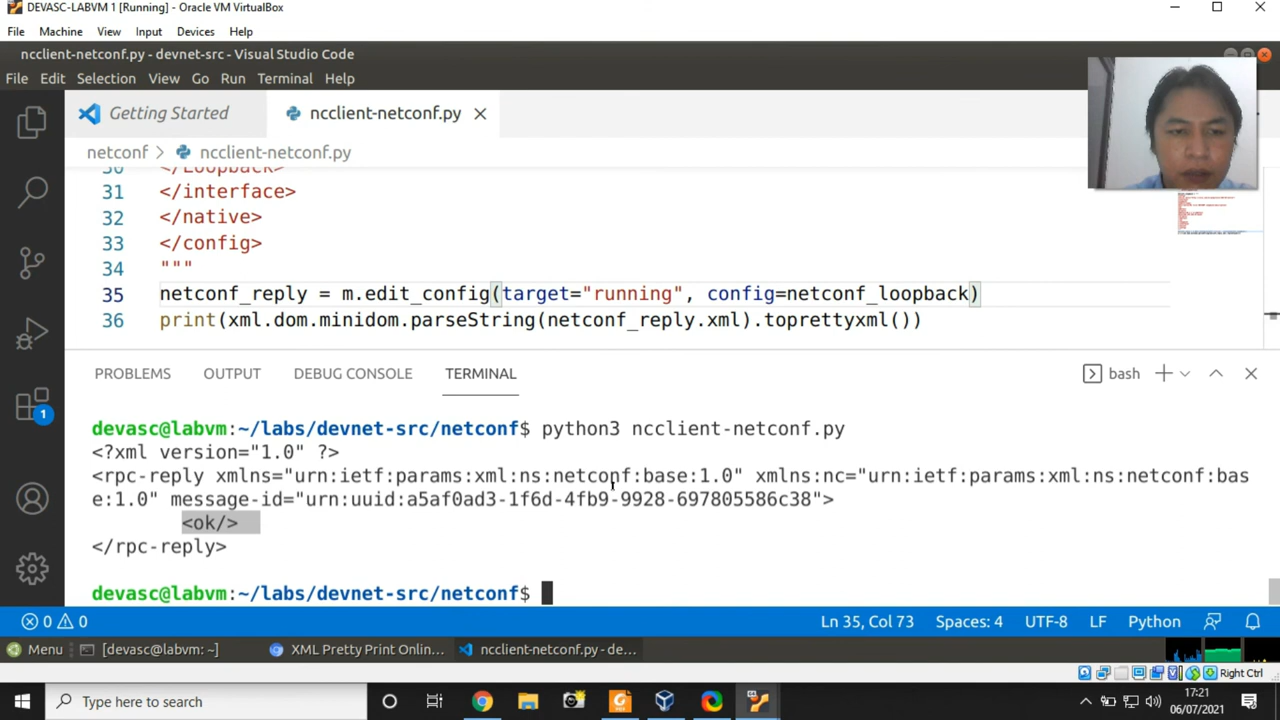 DEVASC-LABVM 1 [Running] - Oracle VM VirtualBox
File Machine View Input Devices Help
ncclient-netconf.py - devnet-src - Visual Studio Code
File Edit Selection View Go Run Terminal Help
Getting Started ncclient-netconf.py
netconf > ncclient-netconf.py
30 </Loopback>
31 </interface>
32 </native>
33 </config>
34 """
35 netconf_reply = m.edit_config(target="running", config=netconf_loopback)
36 print(xml.dom.minidom.parseString(netconf_reply.xml).toprettyxml())
PROBLEMS OUTPUT DEBUG CONSOLE TERMINAL bash
devasc@labvm:~/labs/devnet-src/netconf$ python3 ncclient-netconf.py
<?xml version="1.0" ?>
<rpc-reply xmlns="urn:ietf:params:xml:ns:netconf:base:1.0" xmlns:nc="urn:ietf:params:xml:ns:netconf:bas
e:1.0" message-id="urn:uuid:a5af0ad3-1f6d-4fb9-9928-697805586c38">
<ok/>
</rpc-reply>
devasc@labvm:~/labs/devnet-src/netconf$
1
0 0 Ln 35, Col 73 Spaces: 4 UTF-8 LF Python
Menu [devasc@labvm: ~] XML Pretty Print Onlin... ncclient-netconf.py - de...
Right Ctrl
Type here to search 17:21
06/07/2021